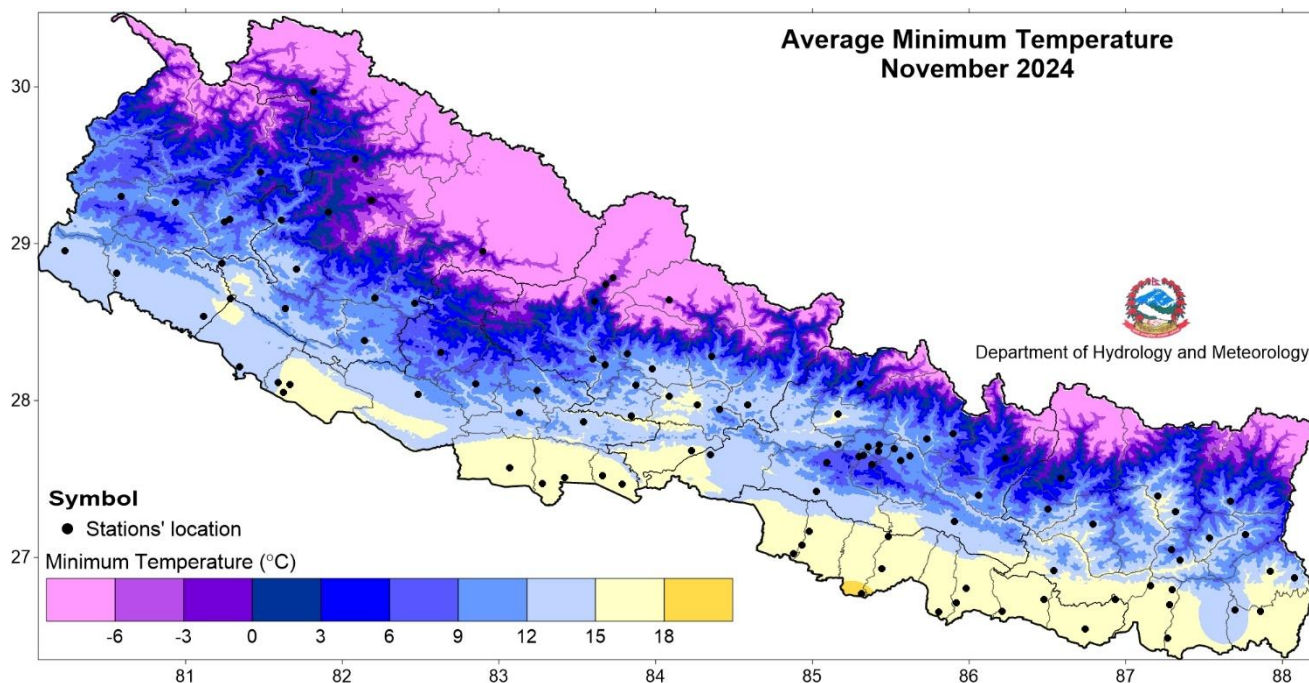 Average Minimum Temperature
November 2024
30
29
28
27
Department of Hydrology and Meteorology
Symbol
Stations' location
Minimum Temperature (°C)
-6 -3 0 3 6 9 12 15 18
81 82 83 84 85 86 87 88